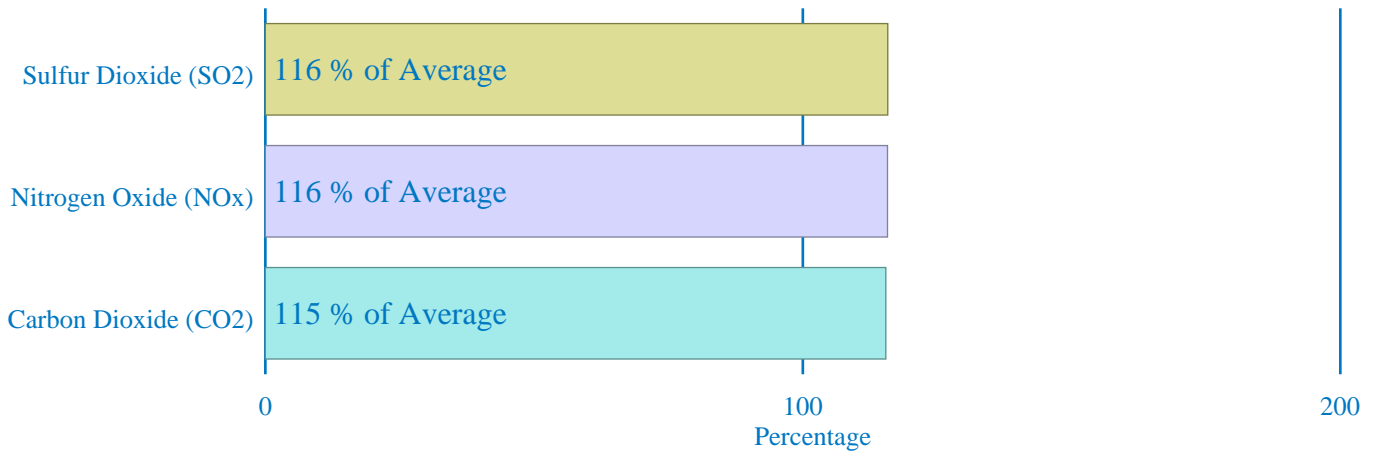 Sulfur Dioxide (SO2)
116 % of Average
Nitrogen Oxide (NOx)
116 % of Average
Carbon Dioxide (CO2)
115 % of Average
0 100 200
Percentage